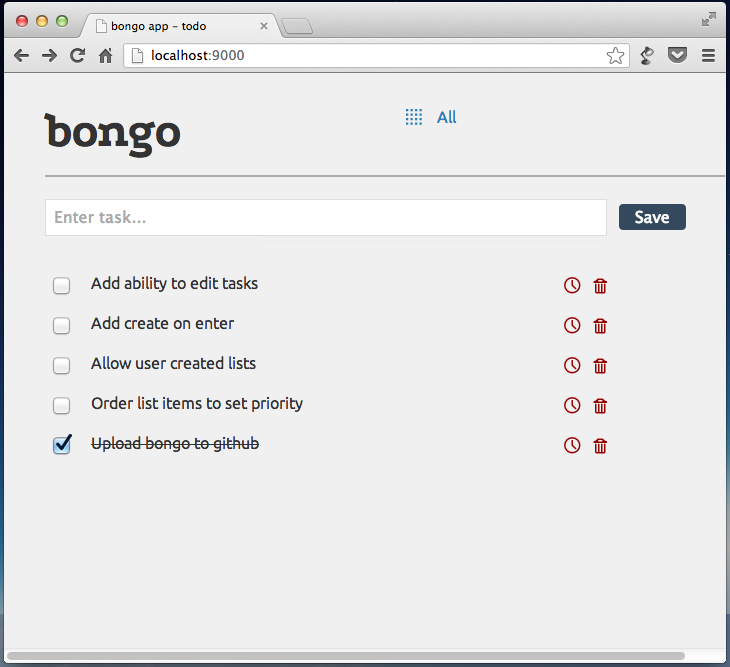 bongo app – todo
localhost:9000
bongo
All
Enter task...
Save
Add ability to edit tasks
Add create on enter
Allow user created lists
Order list items to set priority
Upload bongo to github